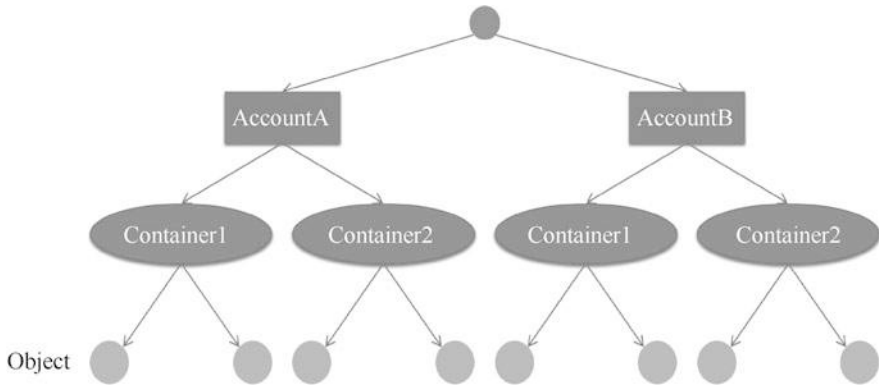 AccountA
AccountB
Container1
Container2
Container1
Container2
Object